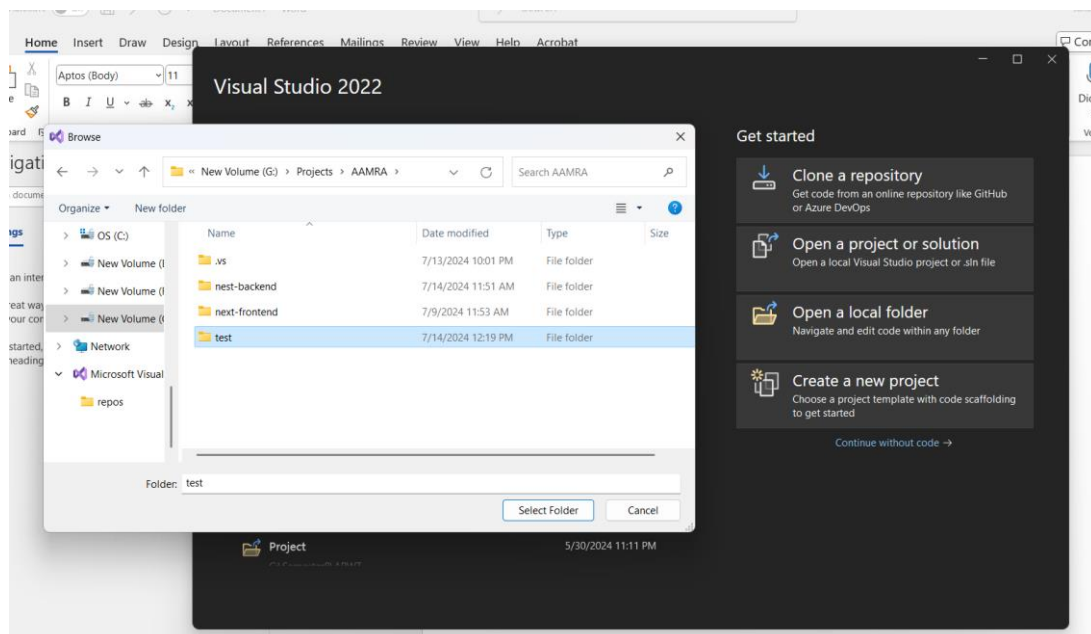 Home Insert Draw Design Layout References Mailings Review View Help Acrobat
Aptos (Body) 11
B I U ab x₂
Visual Studio 2022
Browse
« New Volume (G:) › Projects › AAMRA ›
Search AAMRA
Organize New folder
Name Date modified Type Size
OS (C:)
New Volume (
New Volume (
New Volume (
Network
Microsoft Visual
repos
.vs 7/13/2024 10:01 PM File folder
nest-backend 7/14/2024 11:51 AM File folder
next-frontend 7/9/2024 11:53 AM File folder
test 7/14/2024 12:19 PM File folder
Folder: test
Select Folder Cancel
Get started
Clone a repository
Get code from an online repository like GitHub
or Azure DevOps
Open a project or solution
Open a local Visual Studio project or .sln file
Open a local folder
Navigate and edit code within any folder
Create a new project
Choose a project template with code scaffolding
to get started
Continue without code →
Project 5/30/2024 11:11 PM